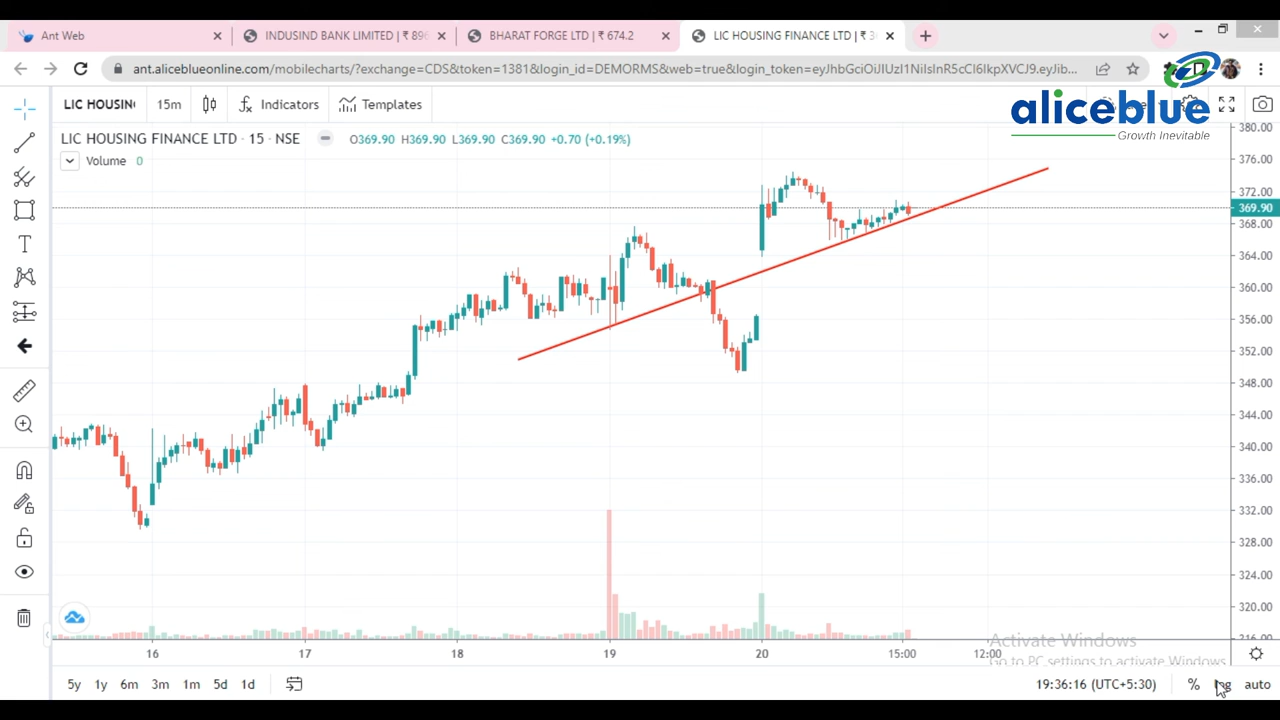 Ant Web
INDUSIND BANK LIMITED | ₹ 896
BHARAT FORGE LTD | ₹ 674.2
LIC HOUSING FINANCE LTD | ₹ 3
ant.aliceblueonline.com/mobilecharts/?exchange=CDS&token=1381&login_id=DEMORMS&web=true&login_token=eyJhbGciOiJIUzI1NiIsInR5cCI6IkpXVCJ9.eyJib...
LIC HOUSIN
15m
Indicators
Templates
aliceblue
Growth Inevitable
LIC HOUSING FINANCE LTD · 15 · NSE
O369.90 H369.90 L369.90 C369.90 +0.70 (+0.19%)
Volume 0
380.00
376.00
372.00
369.90
368.00
364.00
360.00
356.00
352.00
348.00
344.00
340.00
336.00
332.00
328.00
324.00
320.00
316.00
16 17 18 19 20 15:00 12:00
Activate Windows
Go to PC settings to activate Windows
5y 1y 6m 3m 1m 5d 1d
19:36:16 (UTC+5:30) % log auto